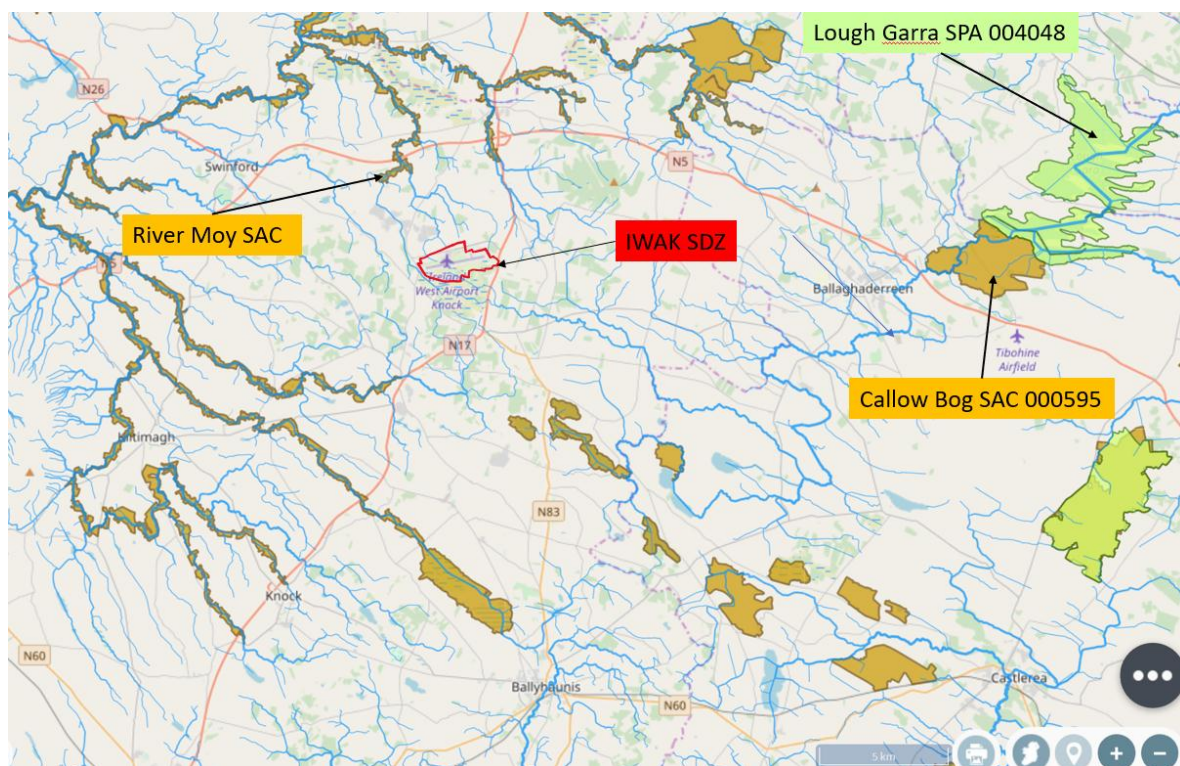 Lough Garra SPA 004048
N26
Swinford
N5
River Moy SAC
IWAK SDZ
Ireland
West Airport
Knock
N5
Ballaghaderreen
N17
Tibohine
Airfield
Callow Bog SAC 000595
Kiltimagh
N83
Knock
N60
Ballyhaunis
N60
Castlerea
5 km